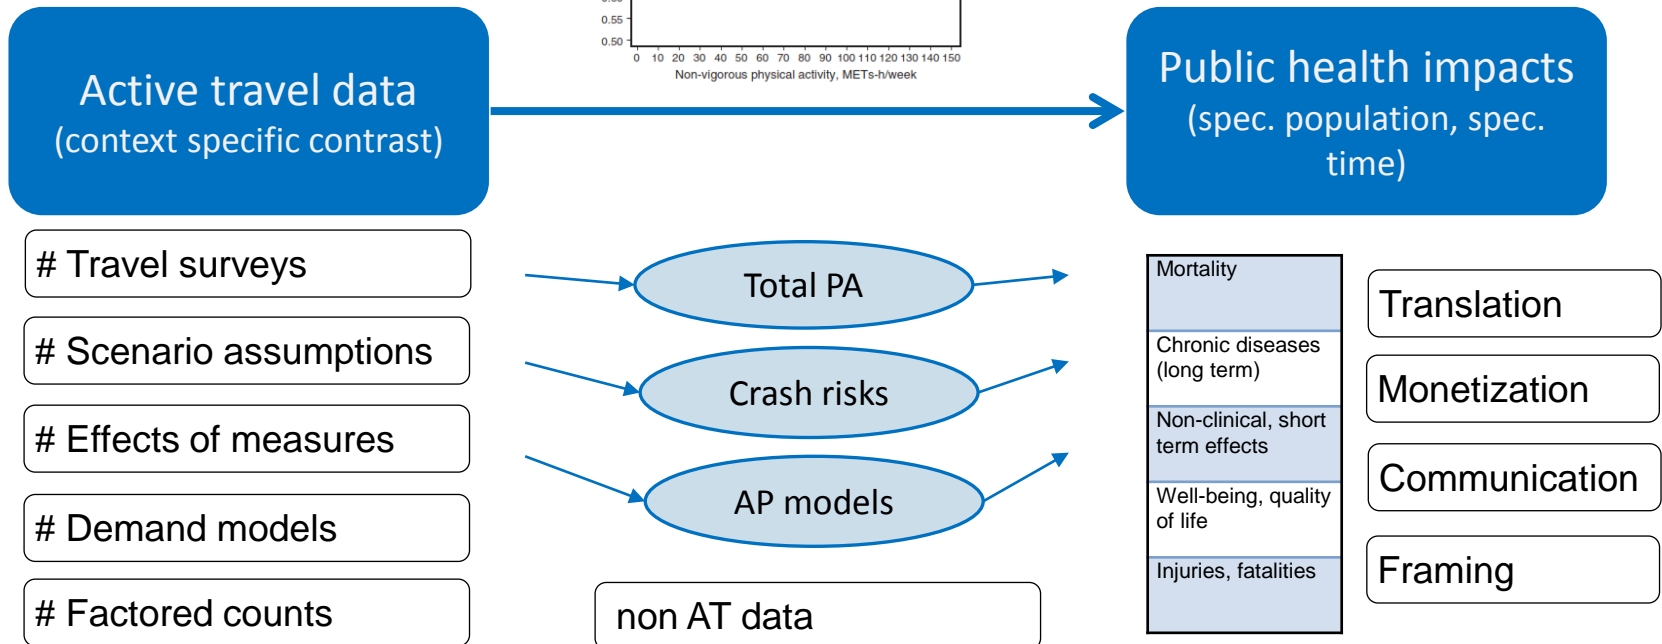 0.55
0.50
0 10 20 30 40 50 60 70 80 90 100 110 120 130 140 150
Non-vigorous physical activity, METs-h/week
Active travel data
(context specific contrast)
Public health impacts
(spec. population, spec.
time)
# Travel surveys
# Scenario assumptions
# Effects of measures
# Demand models
# Factored counts
Total PA
Crash risks
AP models
non AT data
Mortality
Chronic diseases
(long term)
Non-clinical, short
term effects
Well-being, quality
of life
Injuries, fatalities
Translation
Monetization
Communication
Framing